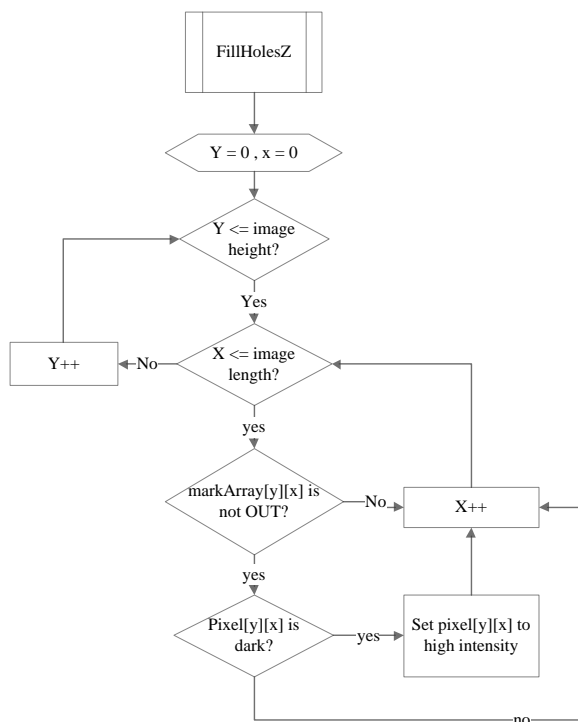 FillHolesZ
Y = 0 , x = 0
Y <= image
height?
Yes
X <= image
length?
No
Y++
yes
markArray[y][x] is
not OUT?
No
X++
yes
Pixel[y][x] is
dark?
yes
Set pixel[y][x] to
high intensity
no